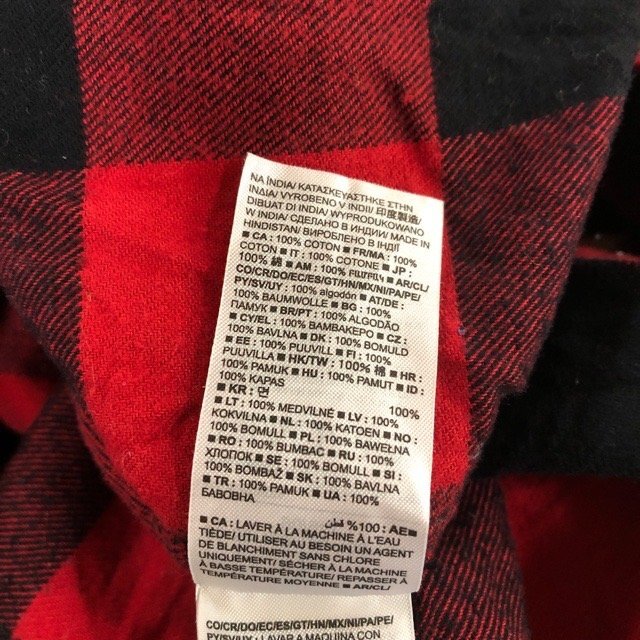 NA ÎNDIA/ ΚΑΤΑΣΚΕΥΑΣΤΗΚΕ ΣΤΗΝ
ΙΝΔΙΑ/ VYROBENO V INDII/ 印度製造/
DIBUAT DI INDIA/ WYPRODUKOWANO
W INDIA/ СДЕЛАНО В ИНДИИ/ MADE IN
HINDISTAN/ ВИРОБЛЕНО В ІНДІЇ
■ CA : 100% COTON ■ FR/MA : 100%
COTON ■ IT : 100% COTONE ■ JP :
100% 綿 ■ AM : 100% ԲԱՄԲԱԿ ■ AR/CL/
CO/CR/DO/EC/ES/GT/HN/MX/NI/PA/PE/
PY/SV/UY : 100% algodón ■ AT/DE :
100% BAUMWOLLE ■ BG : 100%
ПАМУК ■ BR/PT : 100% ALGODÃO
■ CY/EL : 100% ΒΑΜΒΑΚΕΡΟ ■ CZ :
100% BAVLNA ■ DK : 100% BOMULD
■ EE : 100% PUUVILL ■ FI : 100%
PUUVILLA ■ HK/TW : 100% 棉 ■ HR :
100% PAMUK ■ HU : 100% PAMUT ■ ID :
100% KAPAS
■ KR : 면 100%
■ LT : 100% MEDVILNĖ ■ LV : 100%
KOKVILNA ■ NL : 100% KATOEN ■ NO :
100% BOMULL ■ PL : 100% BAWEŁNA
■ RO : 100% BUMBAC ■ RU : 100%
ХЛОПОК ■ SE : 100% BOMULL ■ SI :
100% BOMBAŽ ■ SK : 100% BAVLNA
■ TR : 100% PAMUK ■ UA : 100%
БАВОВНА
■ AE : 100% قطن
■ CA : LAVER À LA MACHINE À L'EAU
TIÈDE/ UTILISER AU BESOIN UN AGENT
DE BLANCHIMENT SANS CHLORE
UNIQUEMENT/ SÉCHER À LA MACHINE
À BASSE TEMPÉRATURE/ REPASSER À
TEMPÉRATURE MOYENNE ■ AR/CL/
CO/CR/DO/EC/ES/GT/HN/MX/NI/PA/PE/
PY/SV/UY : LAVAR A MAQUINA CON